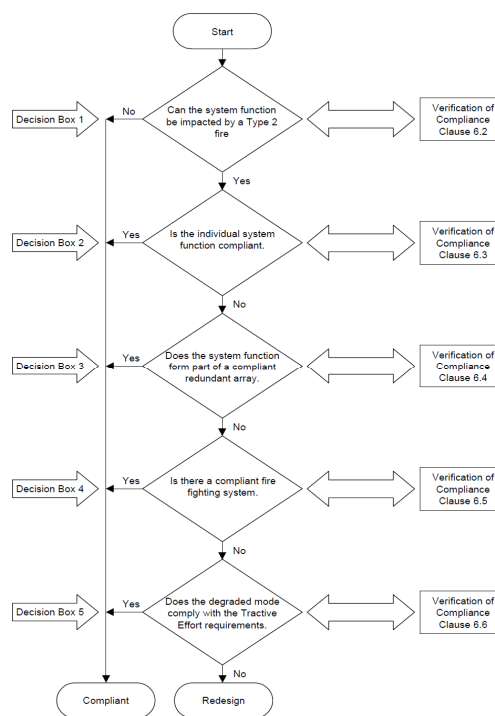 Start
Decision Box 1
No
Can the system function
be impacted by a Type 2
fire
Verification of
Compliance
Clause 6.2
Yes
Decision Box 2
Yes
Is the individual system
function compliant.
Verification of
Compliance
Clause 6.3
No
Decision Box 3
Yes
Does the system function
form part of a compliant
redundant array.
Verification of
Compliance
Clause 6.4
No
Decision Box 4
Yes
Is there a compliant fire
fighting system.
Verification of
Compliance
Clause 6.5
No
Decision Box 5
Yes
Does the degraded mode
comply with the Tractive
Effort requirements.
Verification of
Compliance
Clause 6.6
No
Compliant
Redesign